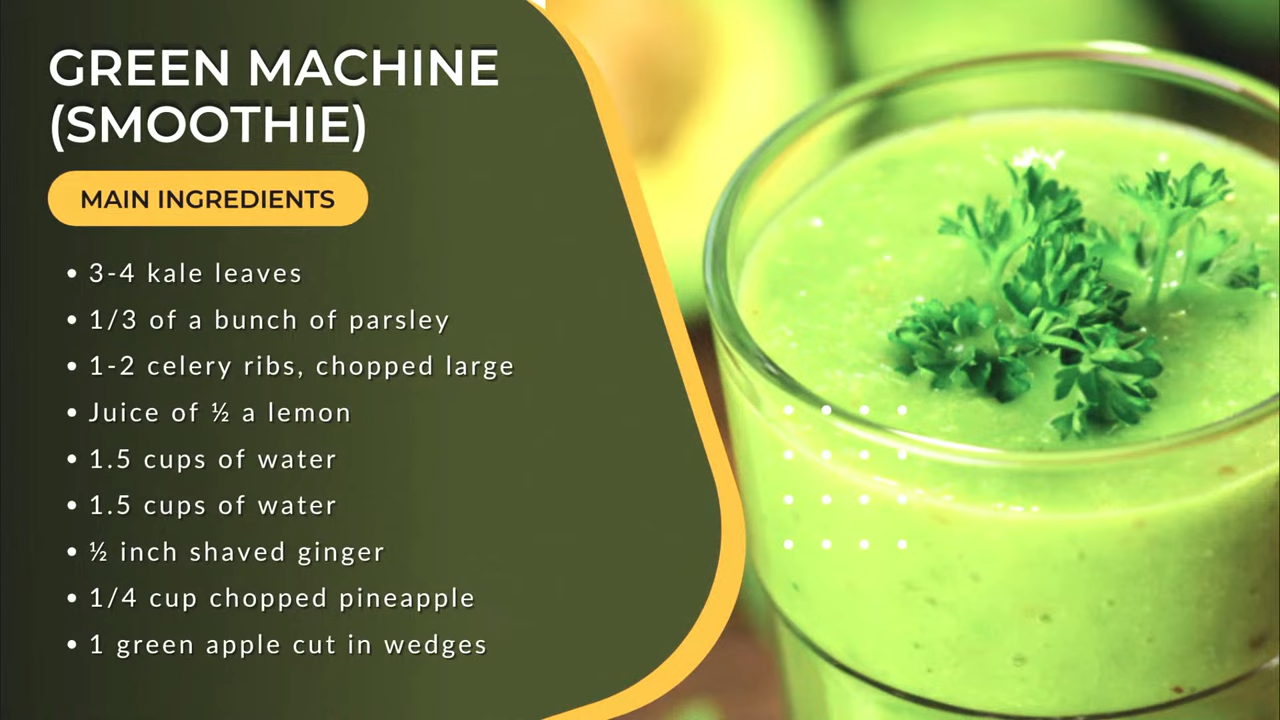 GREEN MACHINE
(SMOOTHIE)
MAIN INGREDIENTS
• 3-4 kale leaves
• 1/3 of a bunch of parsley
• 1-2 celery ribs, chopped large
• Juice of ½ a lemon
• 1.5 cups of water
• 1.5 cups of water
• ½ inch shaved ginger
• 1/4 cup chopped pineapple
• 1 green apple cut in wedges